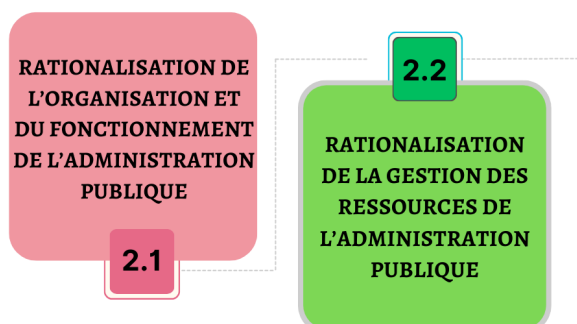 RATIONALISATION DE
L'ORGANISATION ET
DU FONCTIONNEMENT
DE L'ADMINISTRATION
PUBLIQUE
2.1
2.2
RATIONALISATION
DE LA GESTION DES
RESSOURCES DE
L'ADMINISTRATION
PUBLIQUE